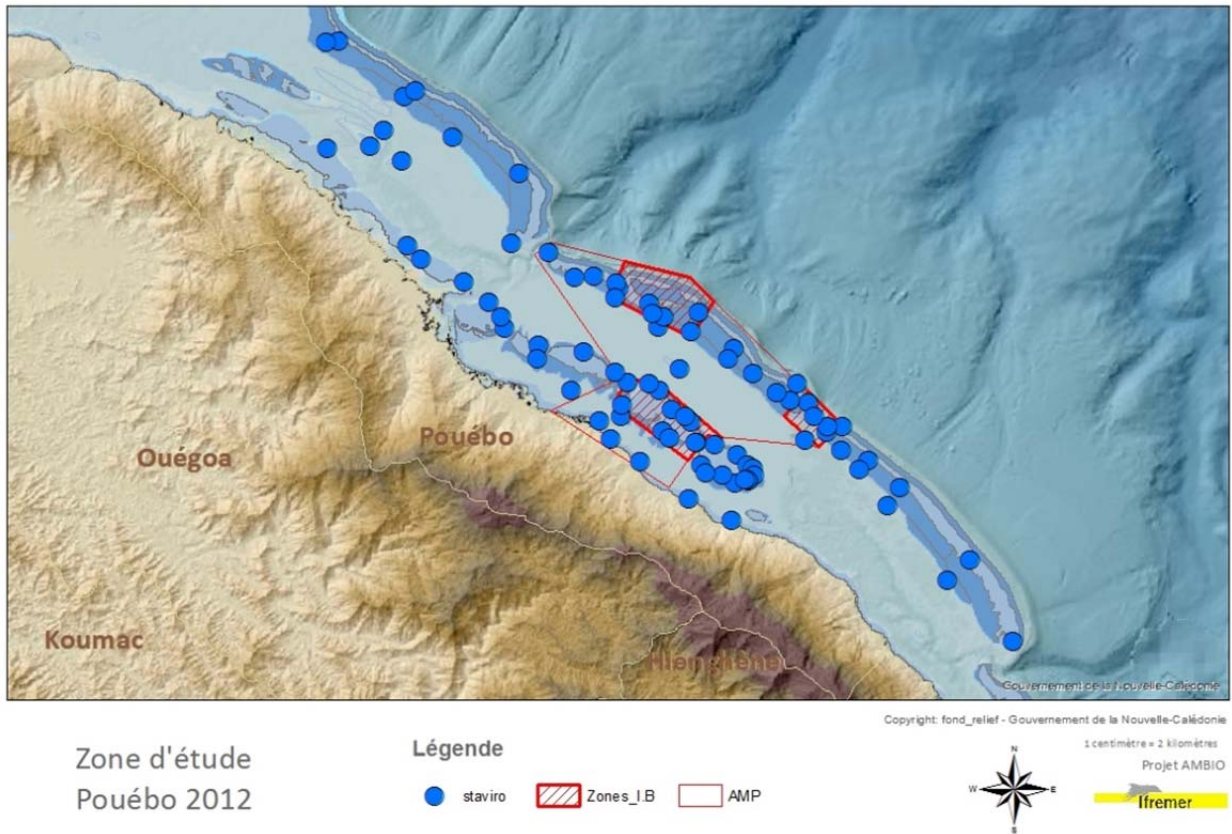 Pouébo
Ouégoa
Koumac
Hienghène
Gouvernement de la Nouvelle-Calédonie
Copyright: fond_relief - Gouvernement de la Nouvelle-Calédonie
Zone d'étude
Pouébo 2012
Légende
staviro
Zones_I.B
AMP
N
W
E
S
1 centimètre = 2 kilomètres
Projet AMBIO
Ifremer